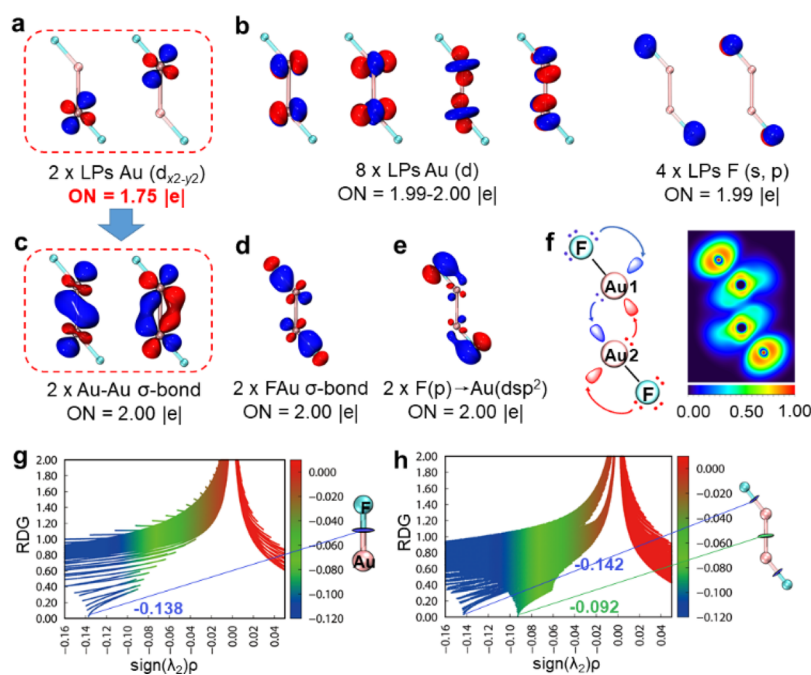 a
2 x LPs Au (dx2-y2)
ON = 1.75 |e|
b
8 x LPs Au (d)
ON = 1.99-2.00 |e|
4 x LPs F (s, p)
ON = 1.99 |e|
c
2 x Au-Au σ-bond
ON = 2.00 |e|
d
2 x FAu σ-bond
ON = 2.00 |e|
e
2 x F(p)→Au(dsp²)
ON = 2.00 |e|
f
F
Au1
Au2
F
0.00 0.50 1.00
g
RDG
2.00
1.80
1.60
1.40
1.20
1.00
0.80
0.60
0.40
0.20
0.00
-0.16 -0.14 -0.12 -0.10 -0.08 -0.06 -0.04 -0.02 0.00 0.02 0.04
sign(λ₂)ρ
-0.138
0.000
-0.020
-0.040
-0.060
-0.080
-0.100
-0.120
F
Au
h
RDG
2.00
1.80
1.60
1.40
1.20
1.00
0.80
0.60
0.40
0.20
0.00
-0.16 -0.14 -0.12 -0.10 -0.09 -0.08 -0.06 -0.04 -0.02 0.00 0.02 0.04
sign(λ₂)ρ
-0.142
-0.092
0.000
-0.020
-0.040
-0.060
-0.080
-0.100
-0.120